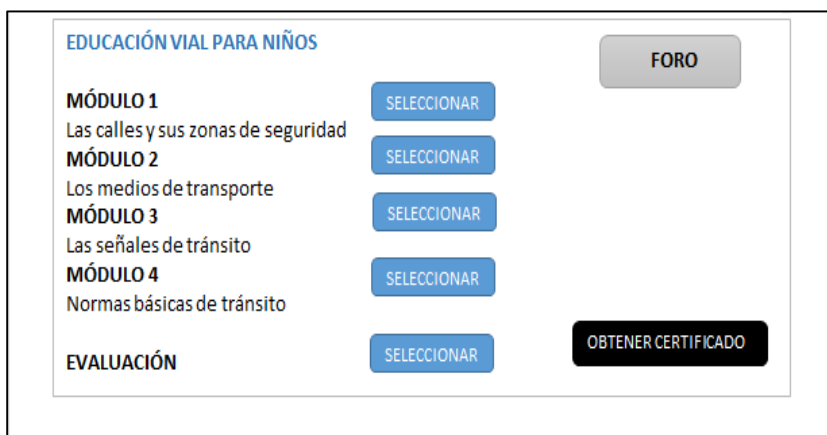 EDUCACIÓN VIAL PARA NIÑOS
FORO
MÓDULO 1
SELECCIONAR
Las calles y sus zonas de seguridad
MÓDULO 2
SELECCIONAR
Los medios de transporte
MÓDULO 3
SELECCIONAR
Las señales de tránsito
MÓDULO 4
SELECCIONAR
Normas básicas de tránsito
EVALUACIÓN
SELECCIONAR
OBTENER CERTIFICADO